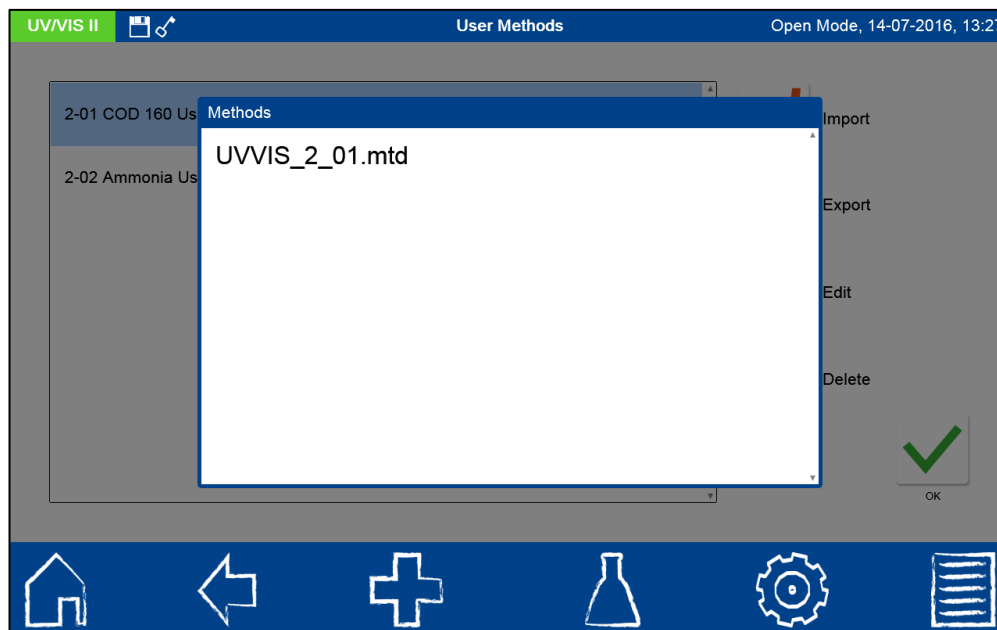 UV/VIS II
User Methods
Open Mode, 14-07-2016, 13:27
2-01 COD 160 Us
2-02 Ammonia Us
Methods
UVVIS_2_01.mtd
Import
Export
Edit
Delete
OK